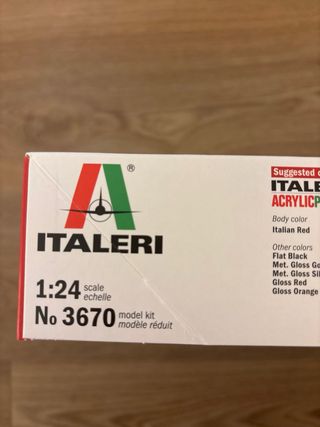 ®
ITALERI
1:24 scale
echelle
No 3670 model kit
modèle réduit
Suggested
ITALE
ACRYLIC
Body color
Italian Red
Other colors
Flat Black
Met. Gloss Go
Met. Gloss Sil
Gloss Red
Gloss Orange